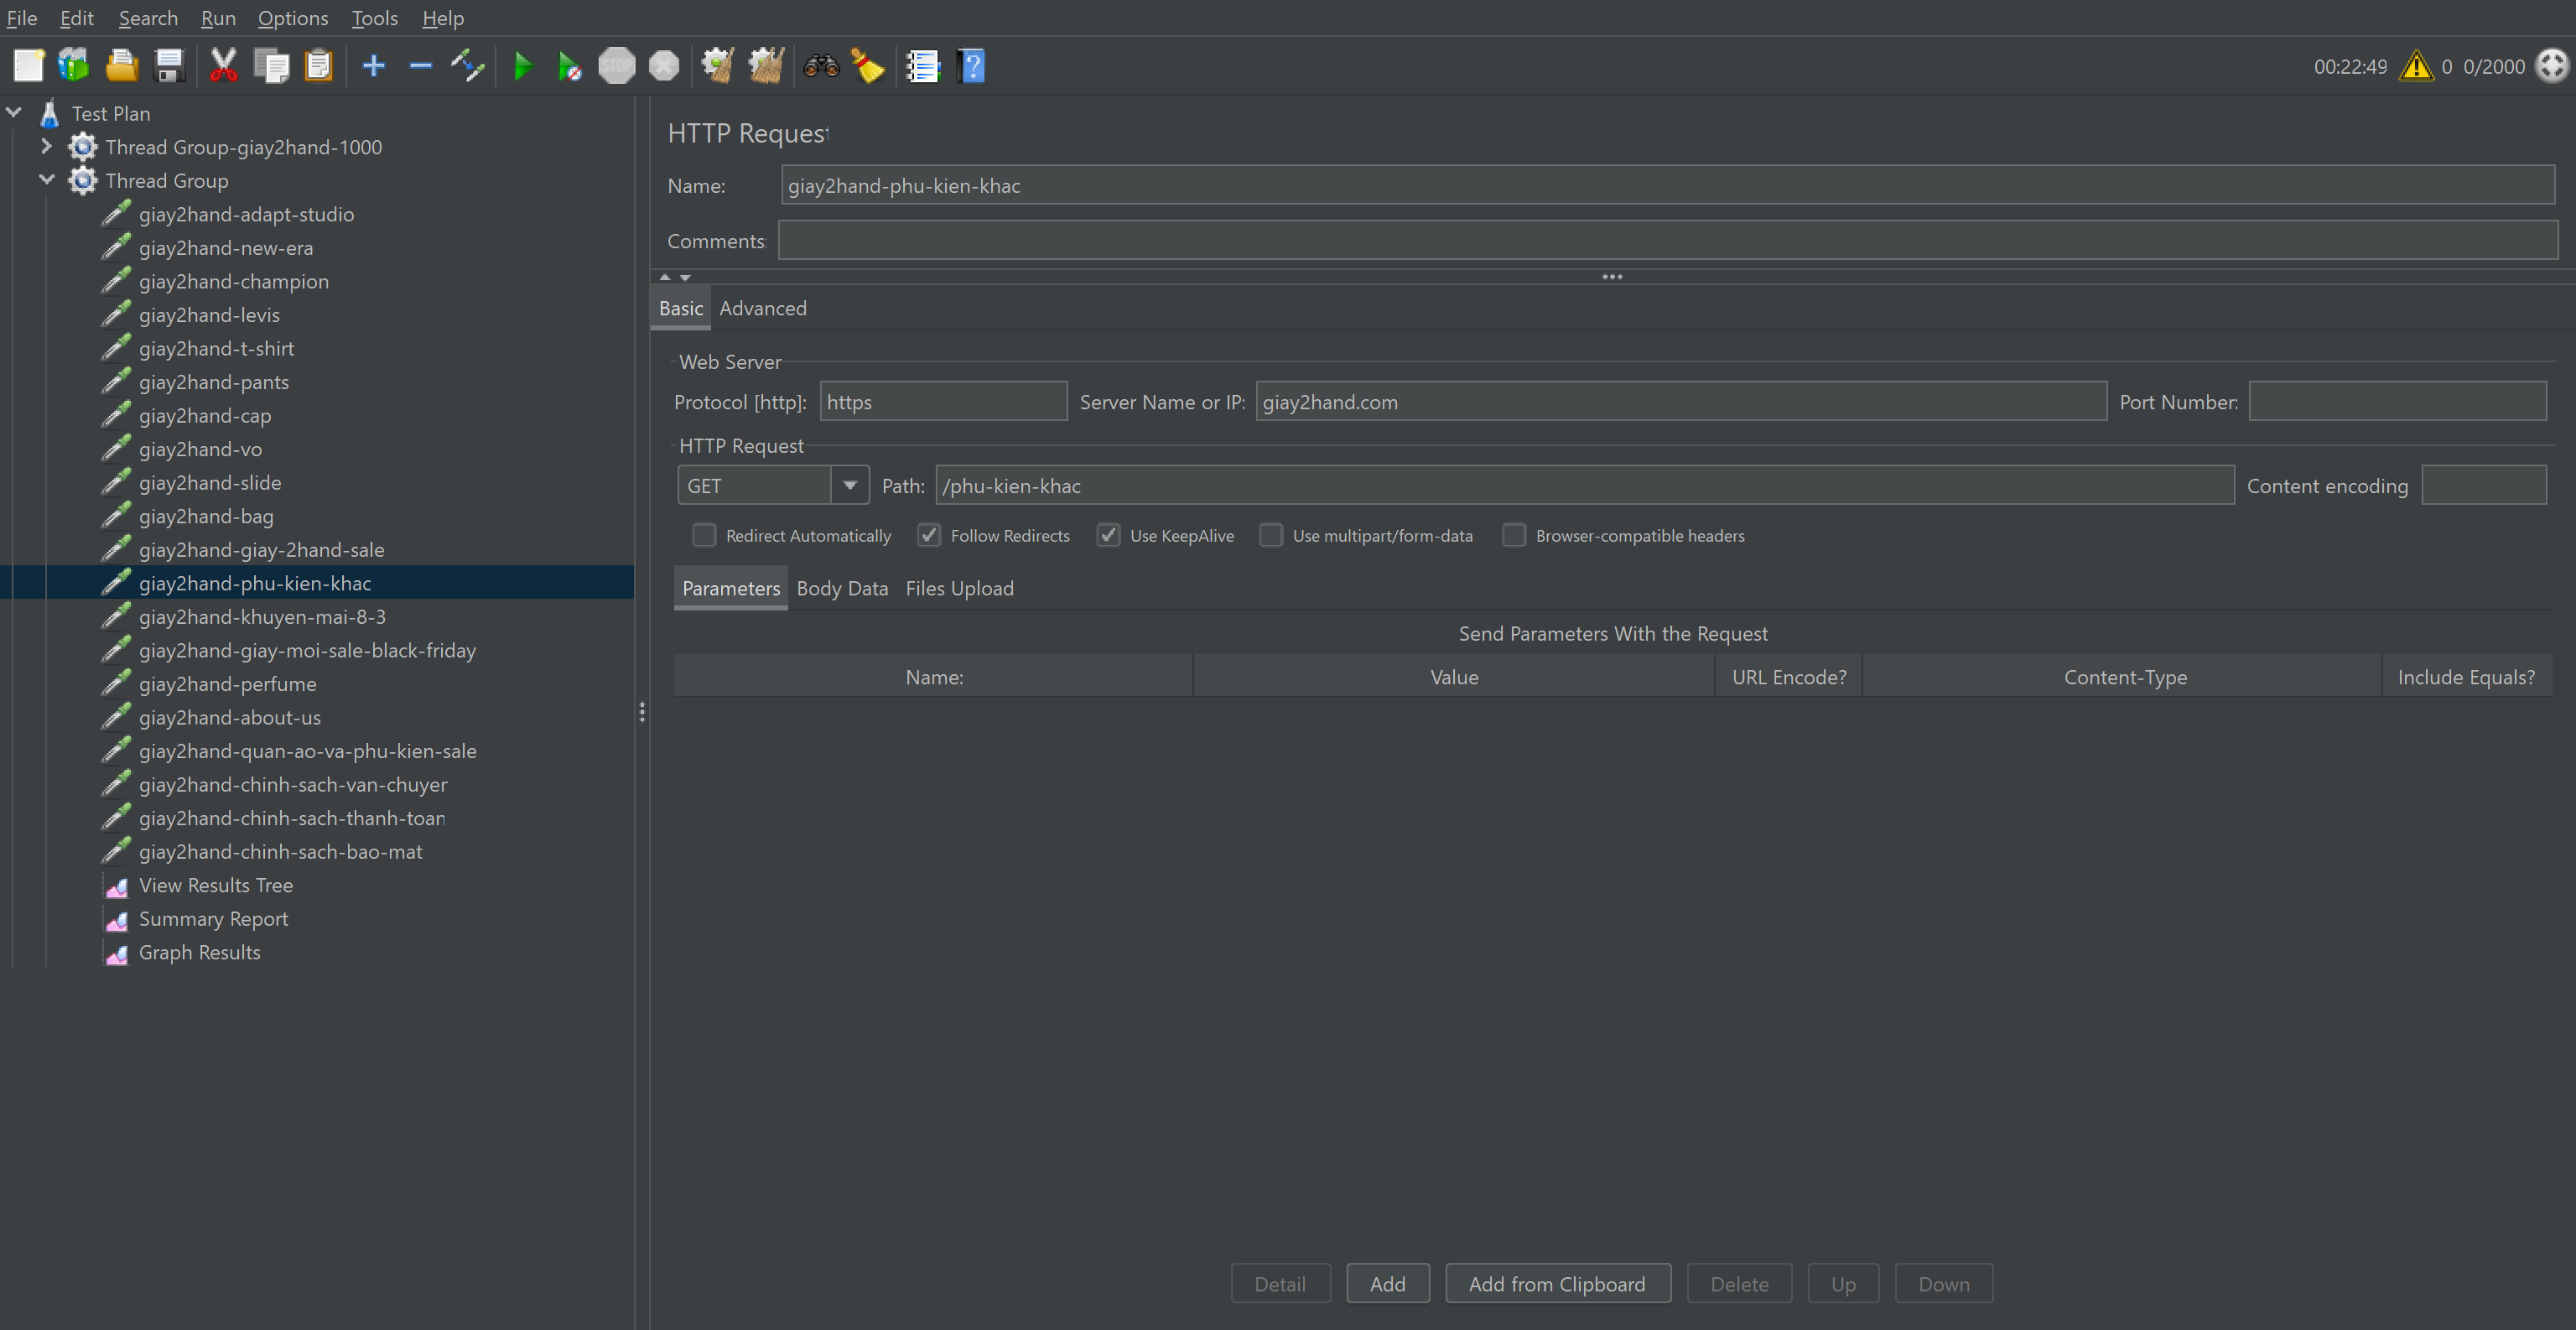 File Edit Search Run Options Tools Help
STOP
00:22:49 0 0/2000
Test Plan
Thread Group-giay2hand-1000
Thread Group
giay2hand-adapt-studio
giay2hand-new-era
giay2hand-champion
giay2hand-levis
giay2hand-t-shirt
giay2hand-pants
giay2hand-cap
giay2hand-vo
giay2hand-slide
giay2hand-bag
giay2hand-giay-2hand-sale
giay2hand-phu-kien-khac
giay2hand-khuyen-mai-8-3
giay2hand-giay-moi-sale-black-friday
giay2hand-perfume
giay2hand-about-us
giay2hand-quan-ao-va-phu-kien-sale
giay2hand-chinh-sach-van-chuyer
giay2hand-chinh-sach-thanh-toan
giay2hand-chinh-sach-bao-mat
View Results Tree
Summary Report
Graph Results
HTTP Request
Name: giay2hand-phu-kien-khac
Comments:
Basic Advanced
Web Server
Protocol [http]: https Server Name or IP: giay2hand.com Port Number:
HTTP Request
GET Path: /phu-kien-khac Content encoding
Redirect Automatically Follow Redirects Use KeepAlive Use multipart/form-data Browser-compatible headers
Parameters Body Data Files Upload
Send Parameters With the Request
Name: Value URL Encode? Content-Type Include Equals?
Detail Add Add from Clipboard Delete Up Down